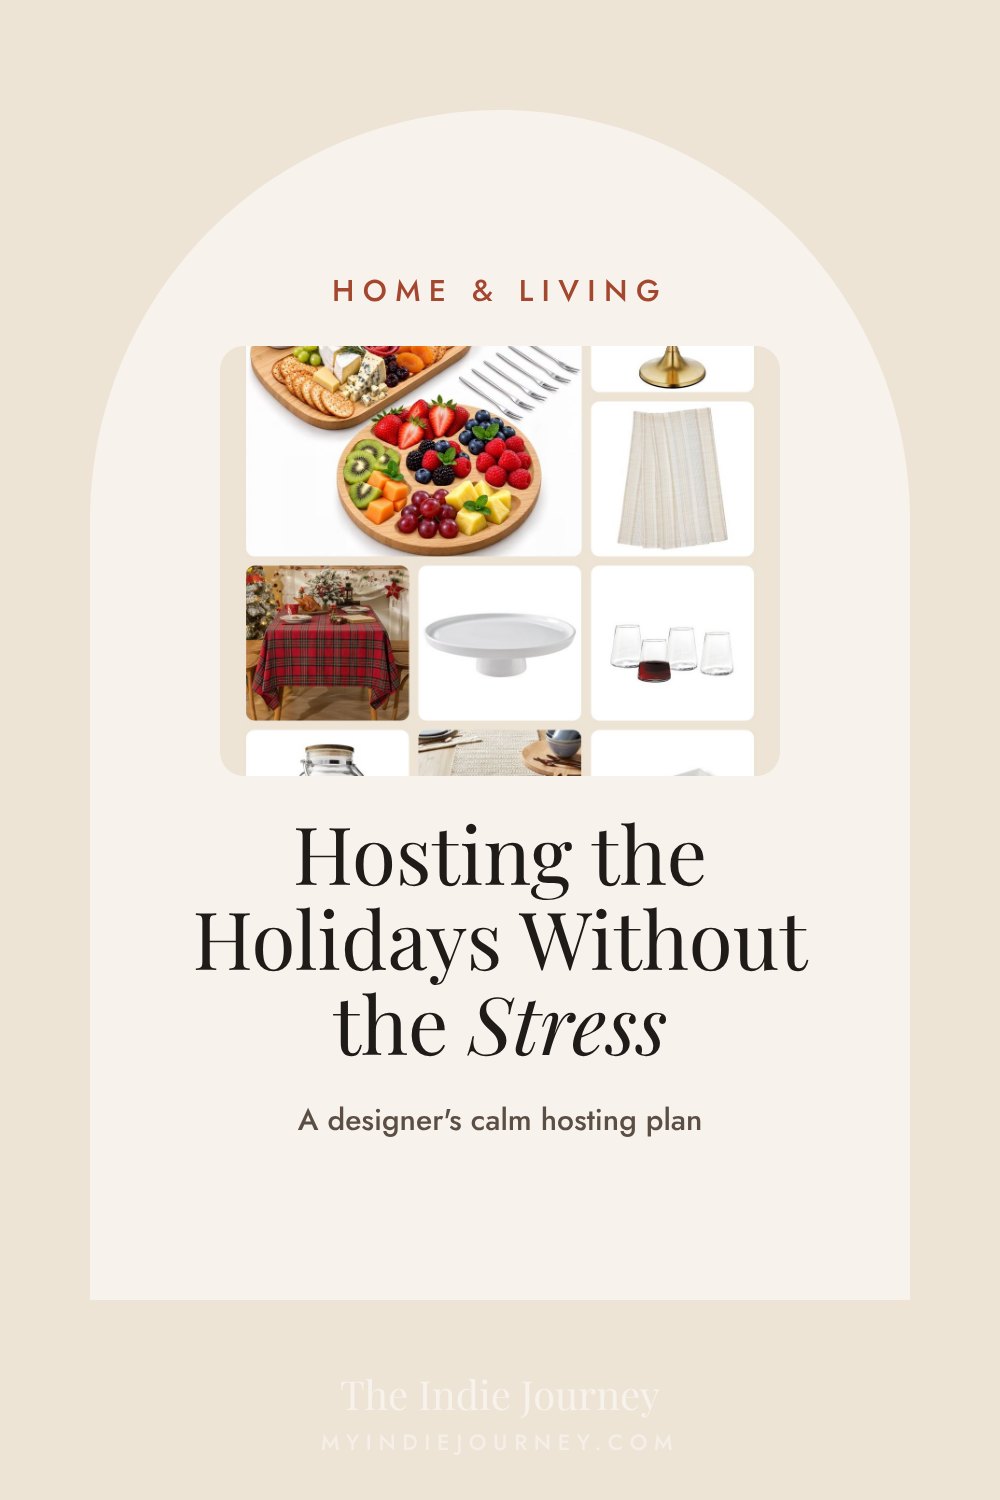 HOME & LIVING
Hosting the
Holidays Without
the Stress
A designer's calm hosting plan
The Indie Journey
MYINDIEJOURNEY.COM